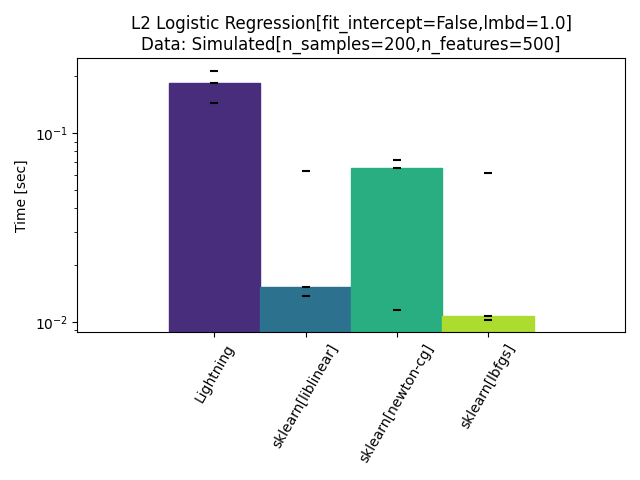 L2 Logistic Regression[fit_intercept=False,lmbd=1.0]
Data: Simulated[n_samples=200,n_features=500]
Time [sec]
10⁻¹
10⁻²
Lightning
sklearn[liblinear]
sklearn[newton-cg]
sklearn[lbfgs]